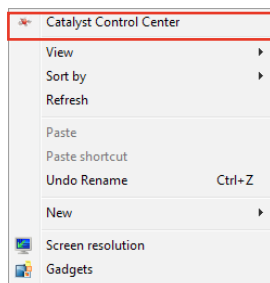 Catalyst Control Center
View
Sort by
Refresh
Paste
Paste shortcut
Undo Rename Ctrl+Z
New
Screen resolution
Gadgets